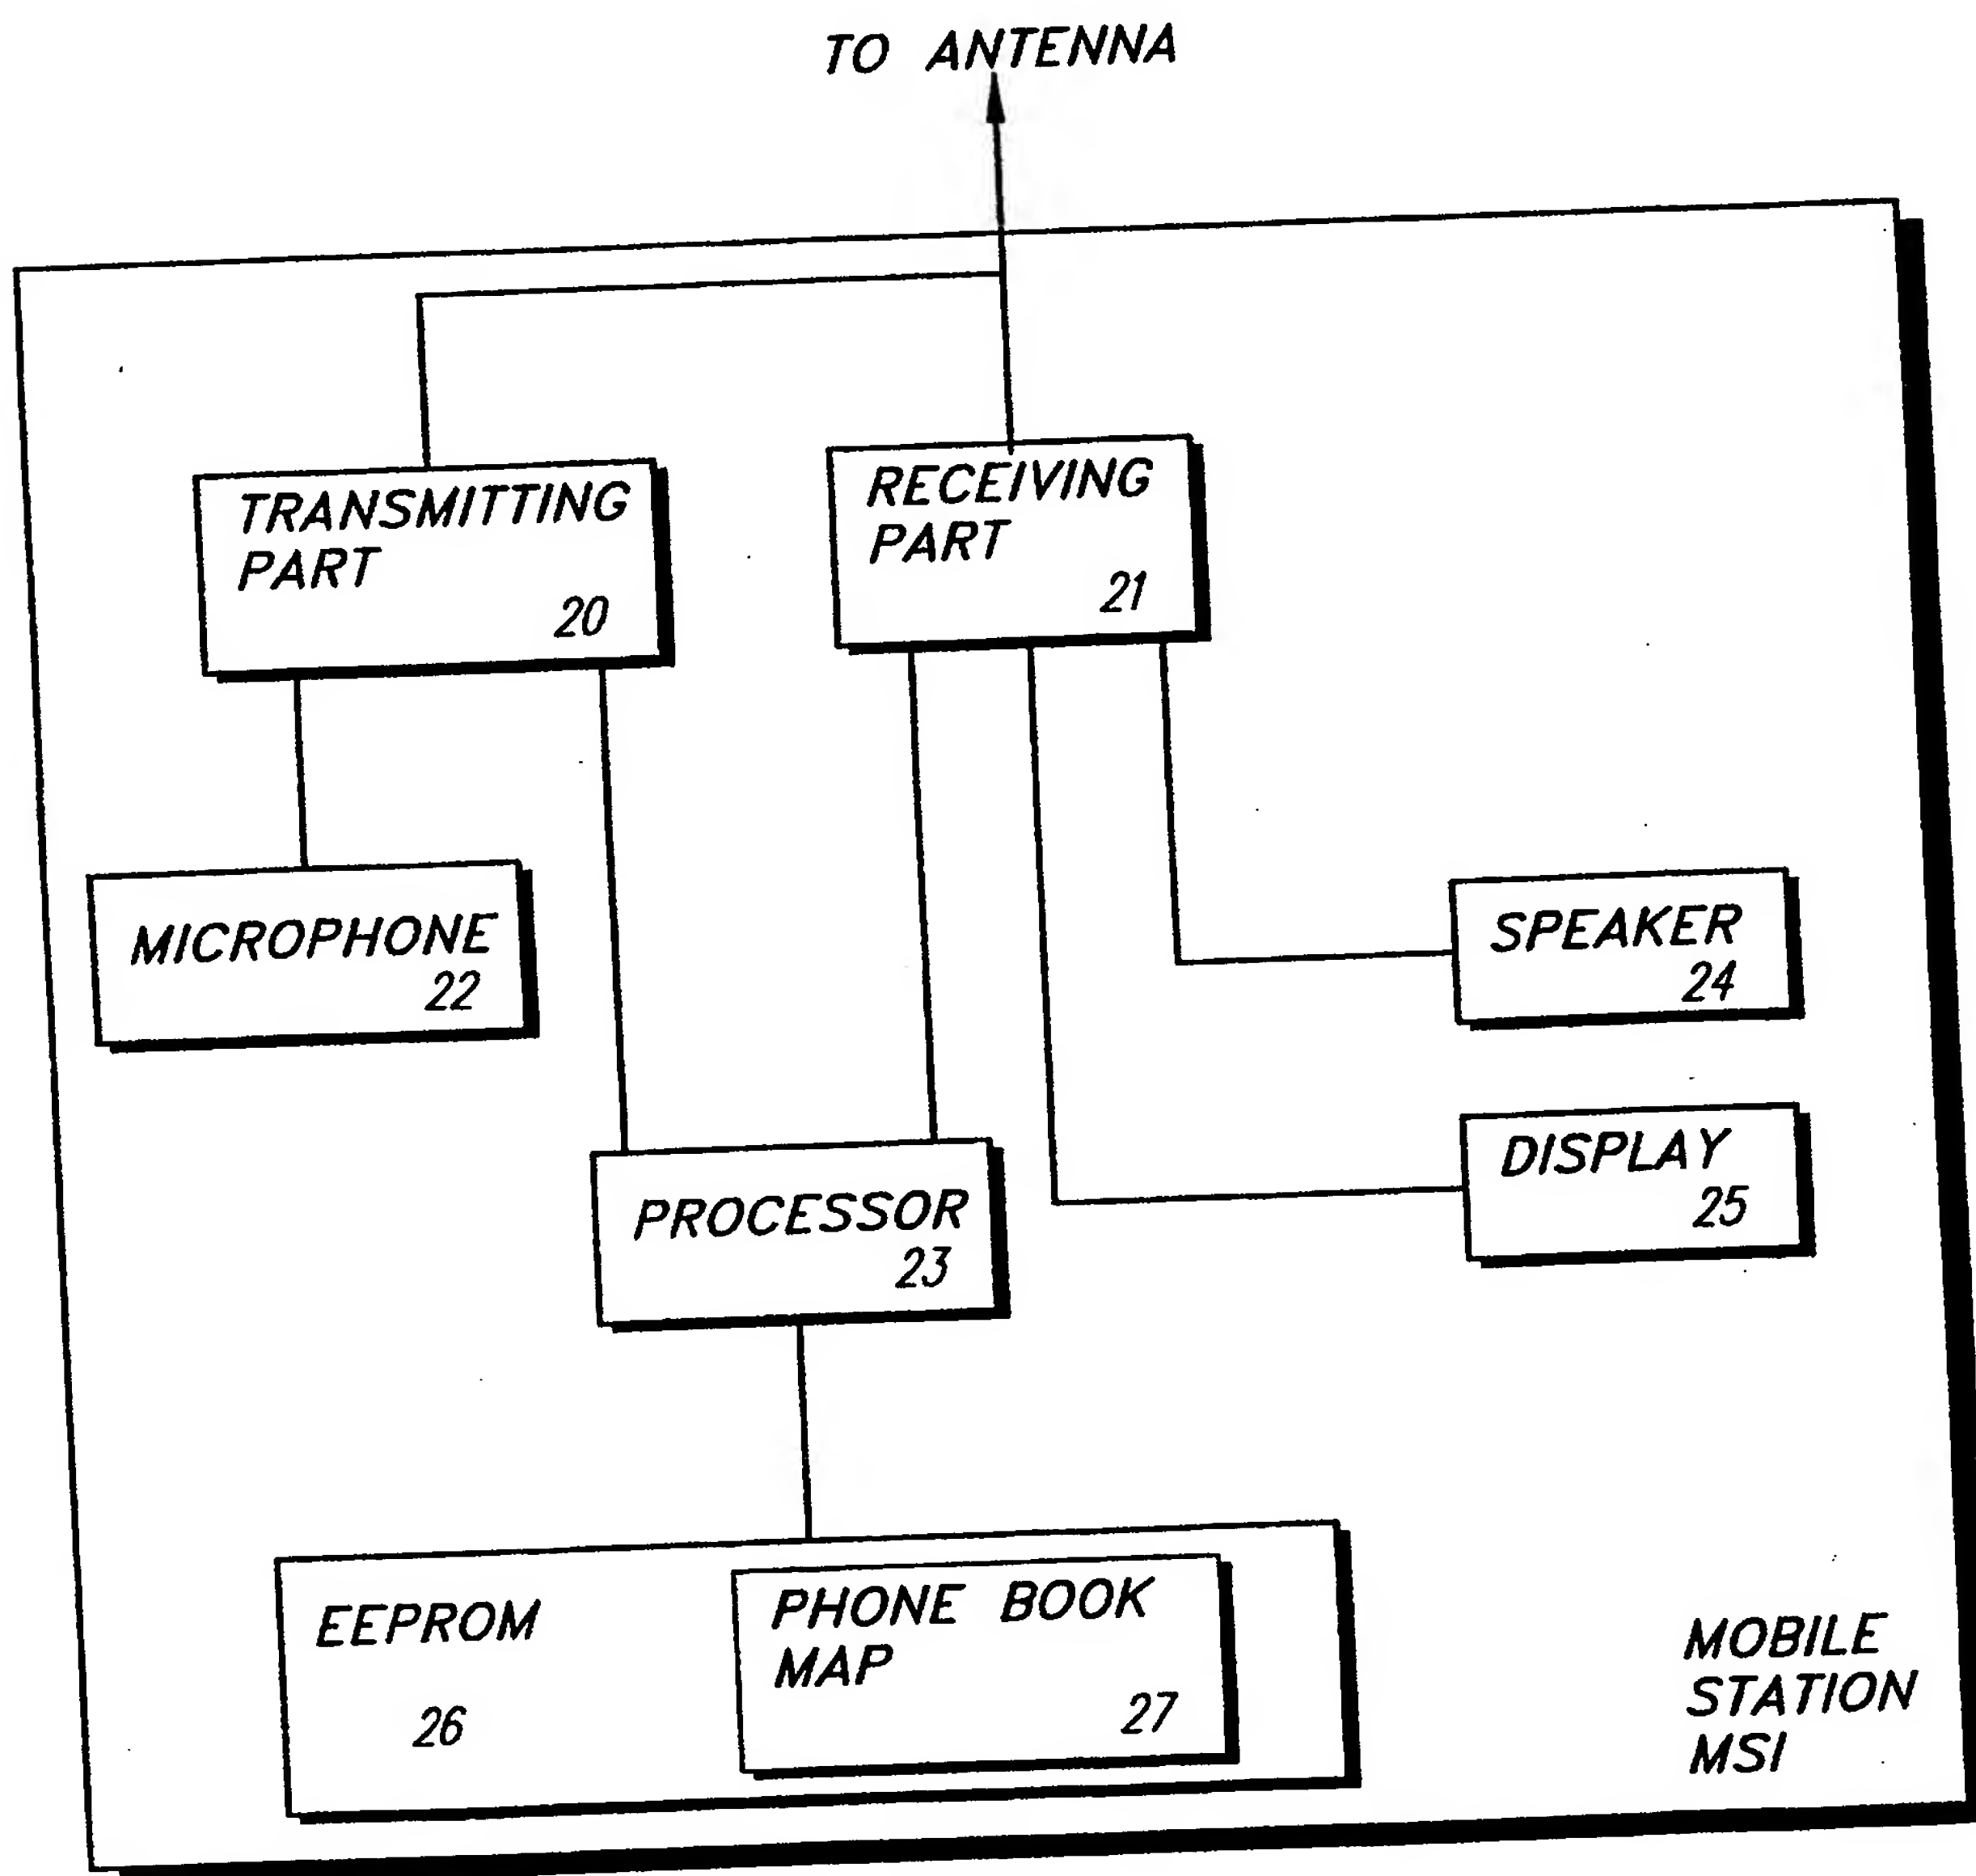 TO ANTENNA
TRANSMITTING
PART
20
RECEIVING
PART
21
MICROPHONE
22
SPEAKER
24
DISPLAY
25
PROCESSOR
23
EEPROM
26
PHONE BOOK
MAP
27
MOBILE
STATION
MSI